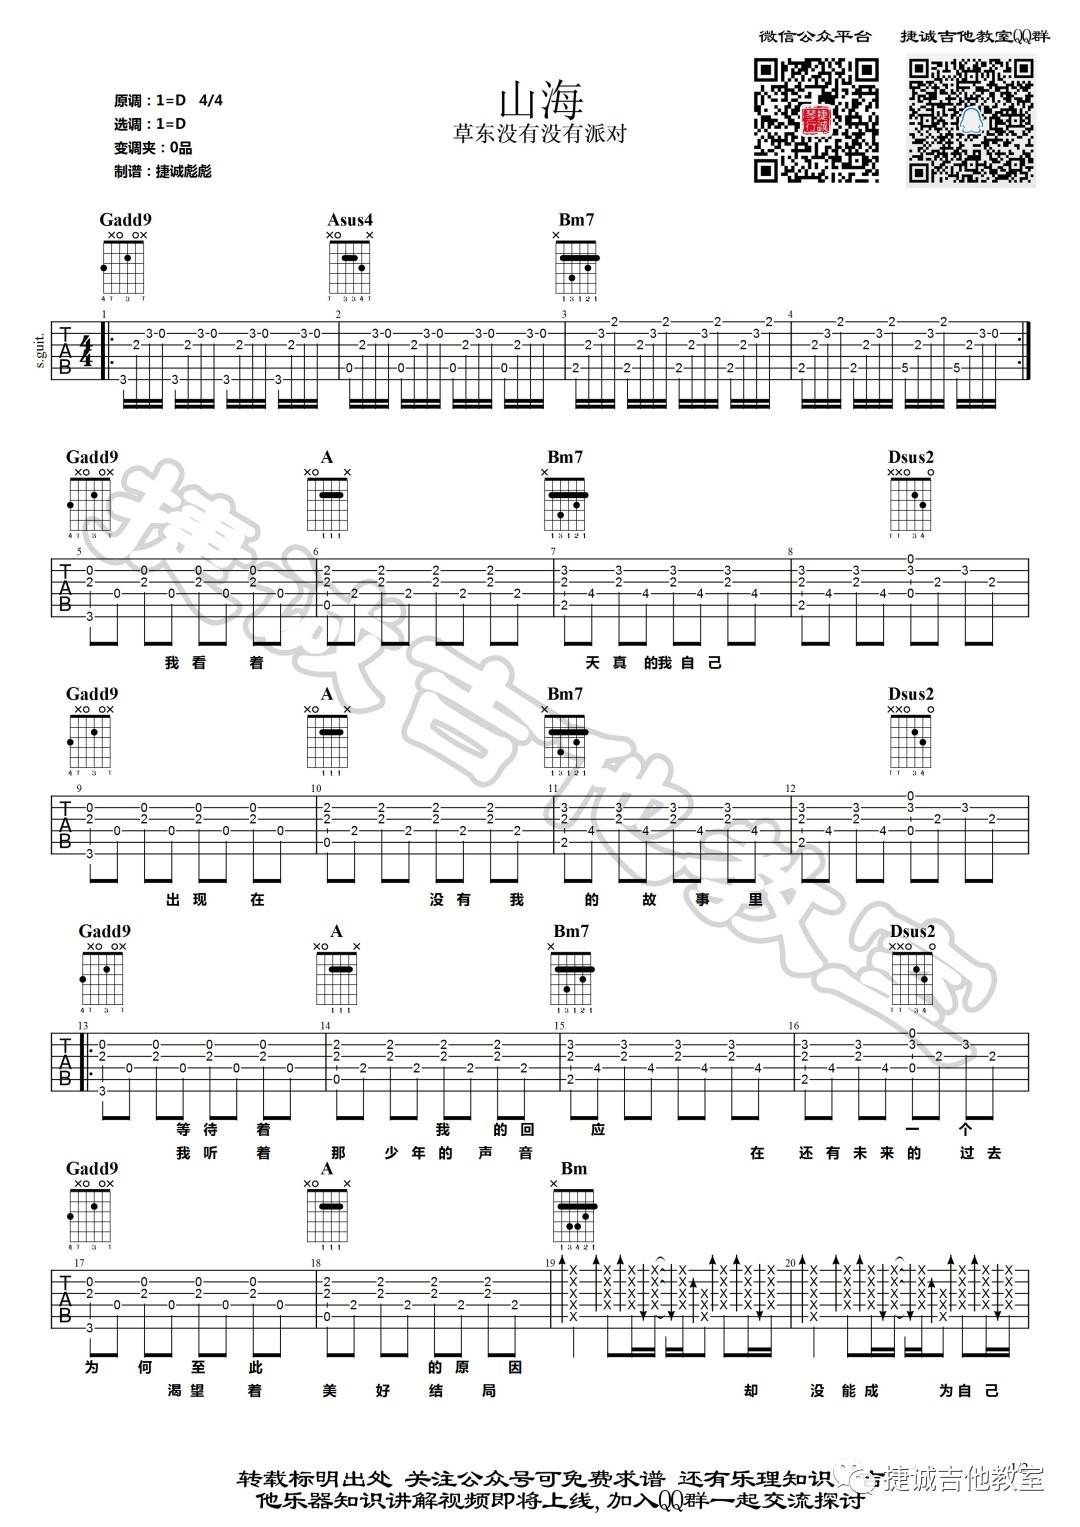 微信公众平台 捷诚吉他教室QQ群
山海
草东没有没有派对
原调：1=D 4/4
选调：1=D
变调夹：0品
制谱：捷诚彪彪
Gadd9 Asus4 Bm7
s.guit.
Gadd9 A Bm7 Dsus2
我看着 天真的我自己
Gadd9 A Bm7 Dsus2
出现在 没有我的故事里
Gadd9 A Bm7 Dsus2
等待着 我的回应 一个
我听着 那少年的声音 在还有未来的过去
Gadd9 A Bm
为何至此 的原因
渴望着 美好结局 却没能成为自己
转载标明出处 关注公众号可免费求谱 还有乐理知识
他乐器知识讲解视频即将上线,加入QQ群一起交流探讨
捷诚吉他教室
捷诚吉他教室